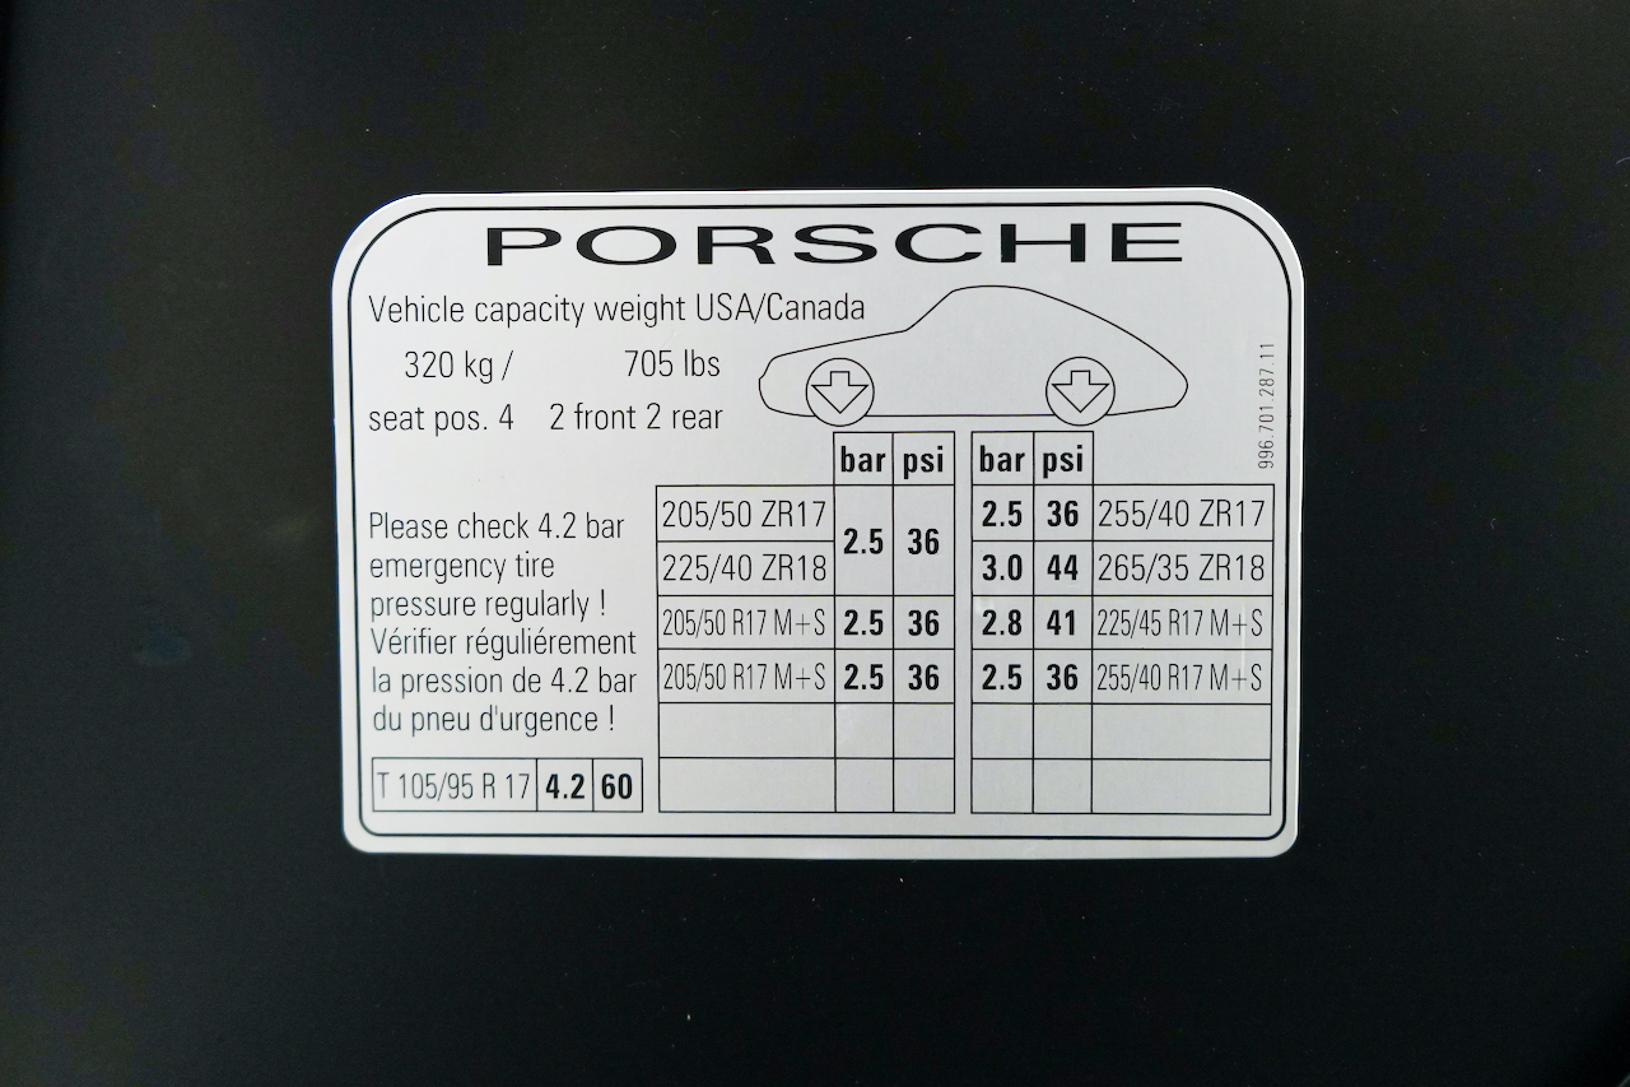 PORSCHE
Vehicle capacity weight USA/Canada
320 kg / 705 lbs
seat pos. 4 2 front 2 rear
996.701.287.11
Please check 4.2 bar
emergency tire
pressure regularly !
Vérifier réguliérement
la pression de 4.2 bar
du pneu d'urgence !
T 105/95 R 17 4.2 60
bar psi bar psi
205/50 ZR17 2.5 36 2.5 36 255/40 ZR17
225/40 ZR18 3.0 44 265/35 ZR18
205/50 R17 M+S 2.5 36 2.8 41 225/45 R17 M+S
205/50 R17 M+S 2.5 36 2.5 36 255/40 R17 M+S